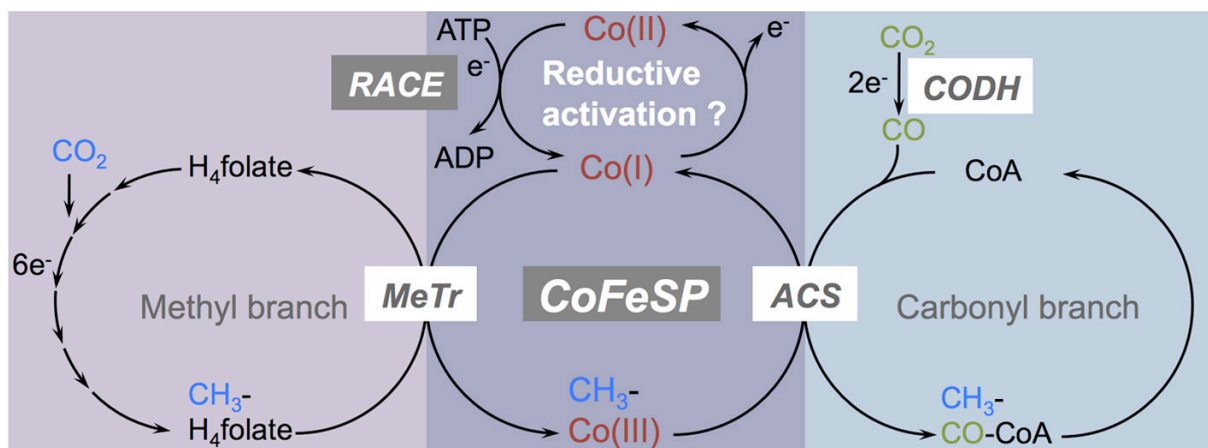 ATP
e-
RACE
ADP
Co(II)
Reductive
activation ?
Co(I)
e-
CO2
2e-
CODH
CO
CO2
H4folate
6e-
Methyl branch
MeTr
CoFeSP
ACS
CoA
Carbonyl branch
CH3-
H4folate
CH3-
Co(III)
CH3-
CO-CoA